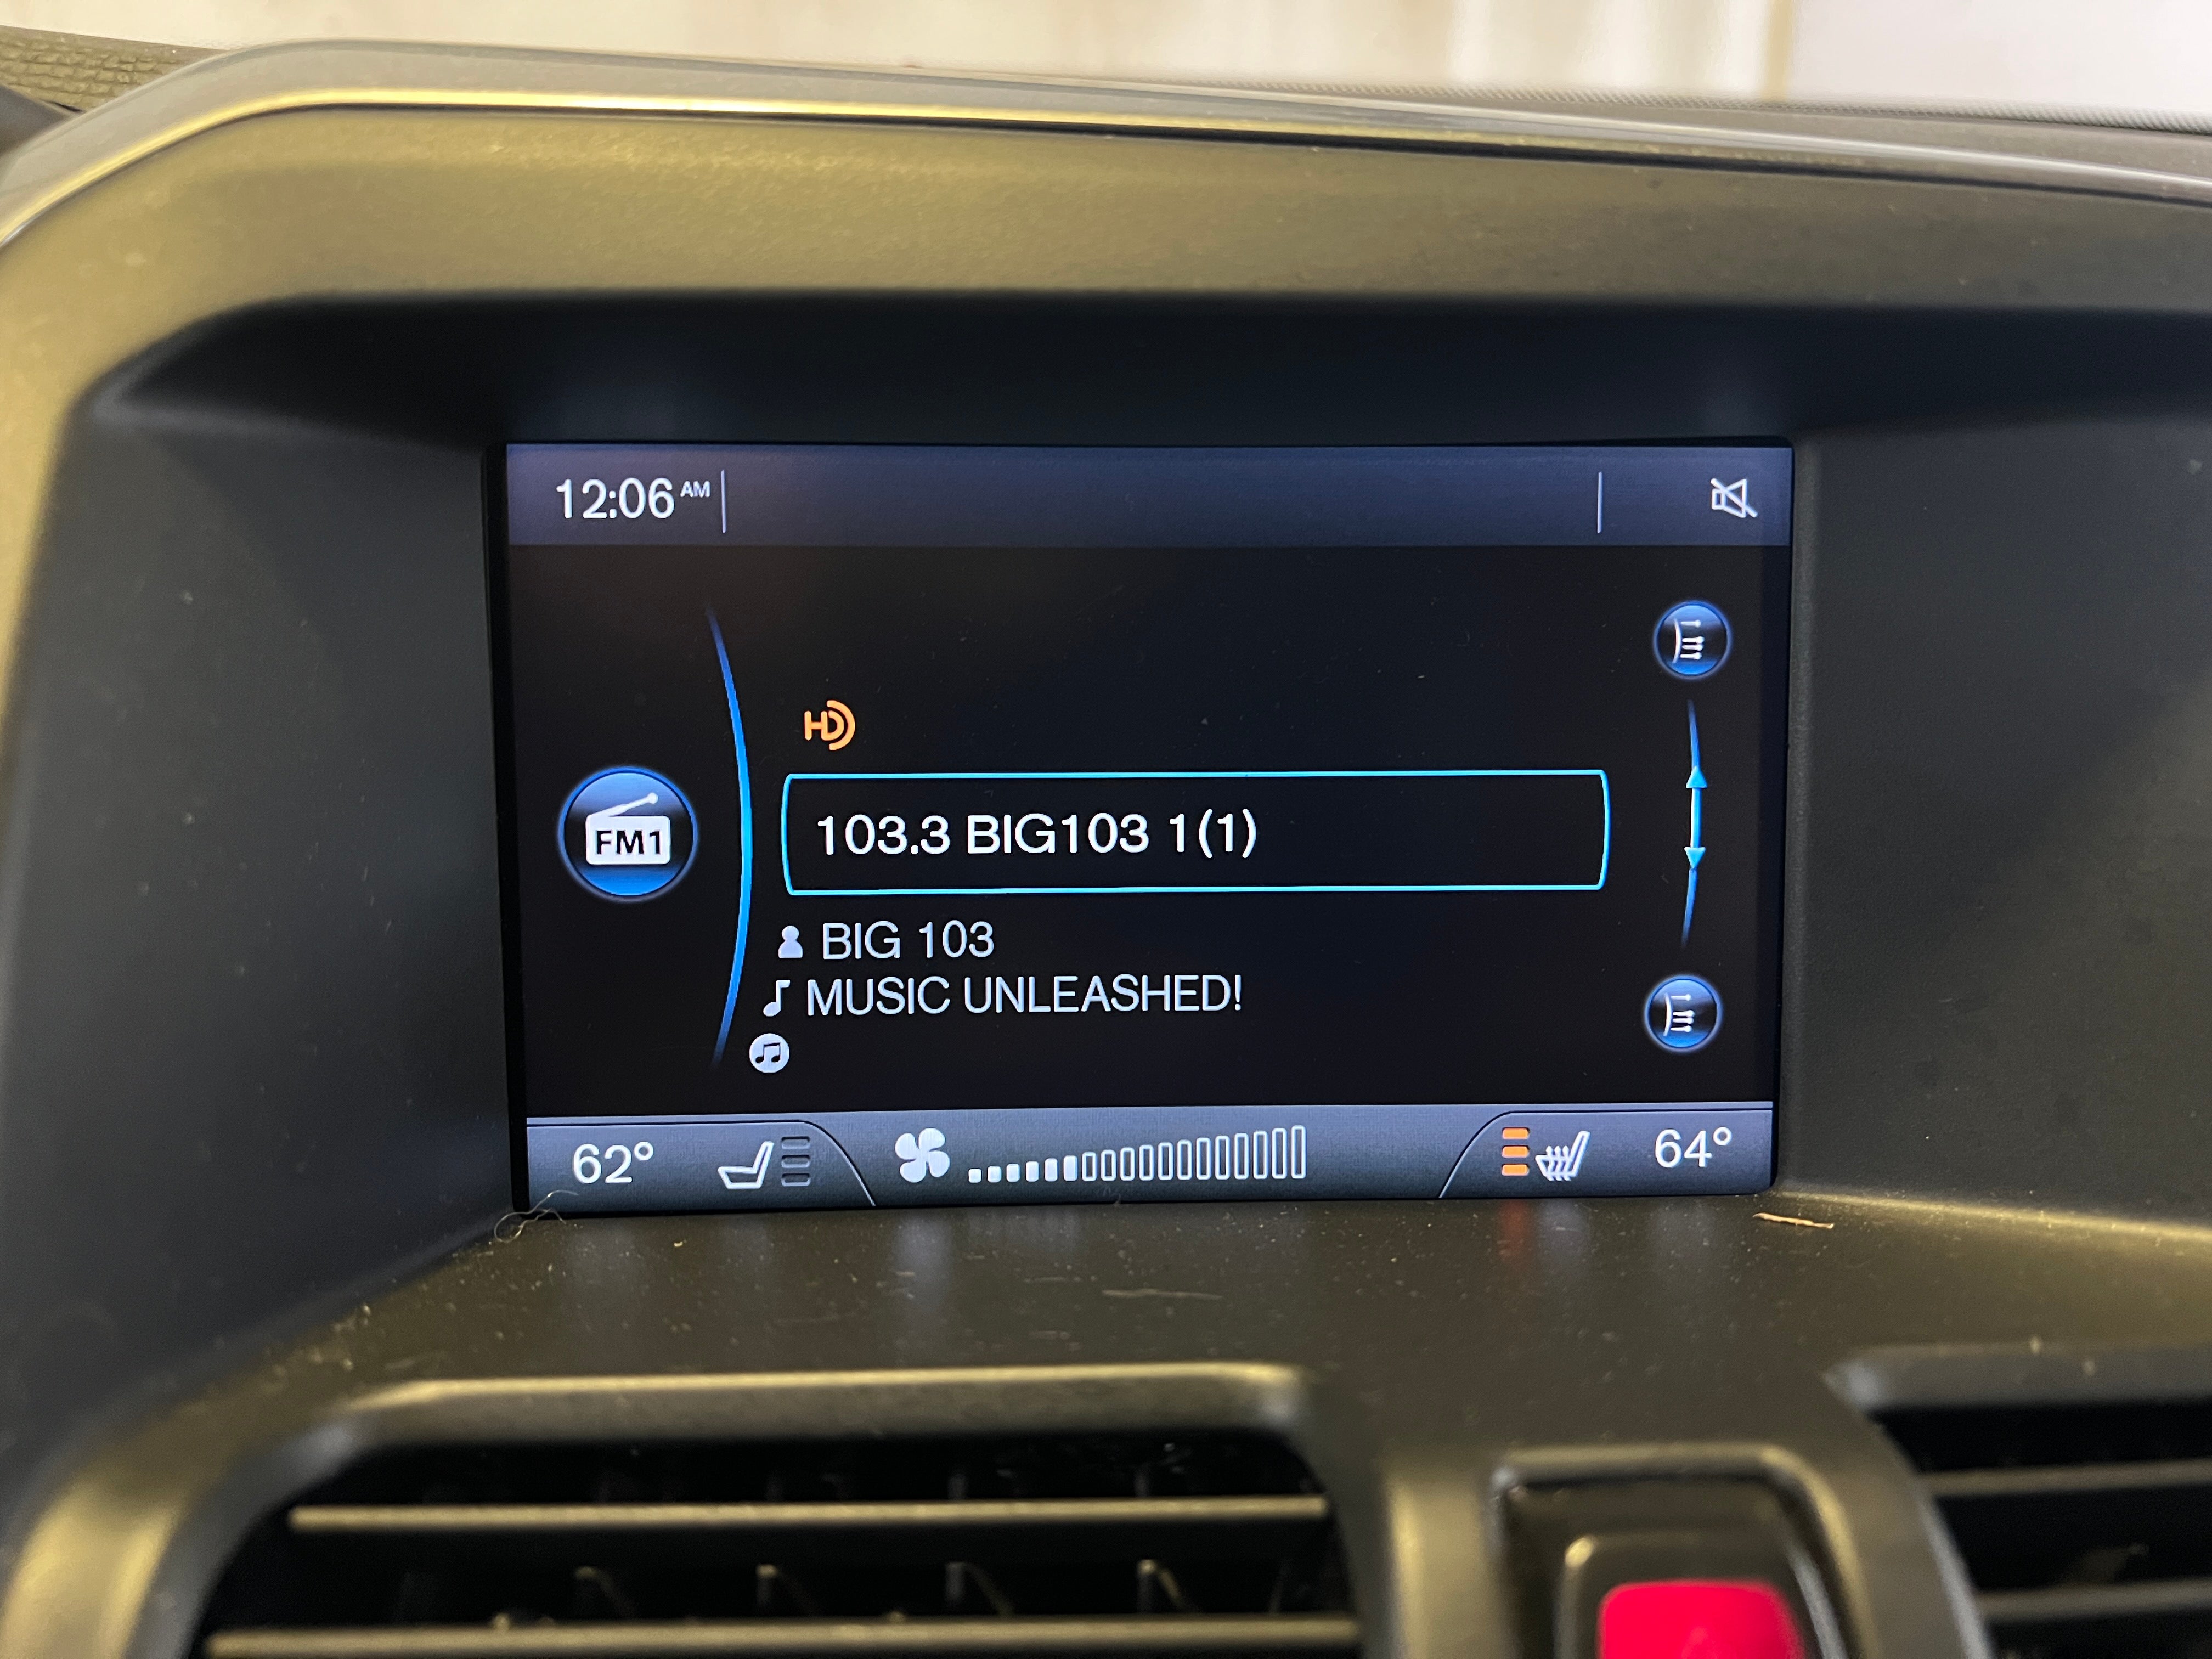 12:06 AM
HD
FM1
103.3 BIG103 1(1)
BIG 103
MUSIC UNLEASHED!
62°
64°